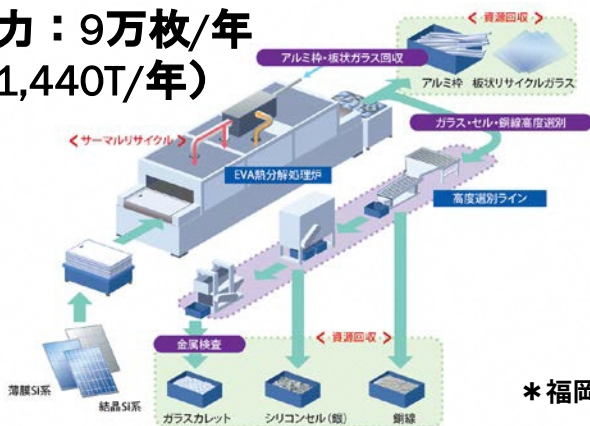 力：9万枚/年
1,440T/年）
＜資源回収＞
アルミ枠・板状ガラス回収
アルミ枠 板状リサイクルガラス
＜サーマルリサイクル＞
ガラス・セル・銅線高度選別
EVA熱分解処理炉
高度選別ライン
金属検査
＜資源回収＞
薄膜Si系
結晶Si系
ガラスカレット
シリコンセル（銀）
銅線
＊福岡